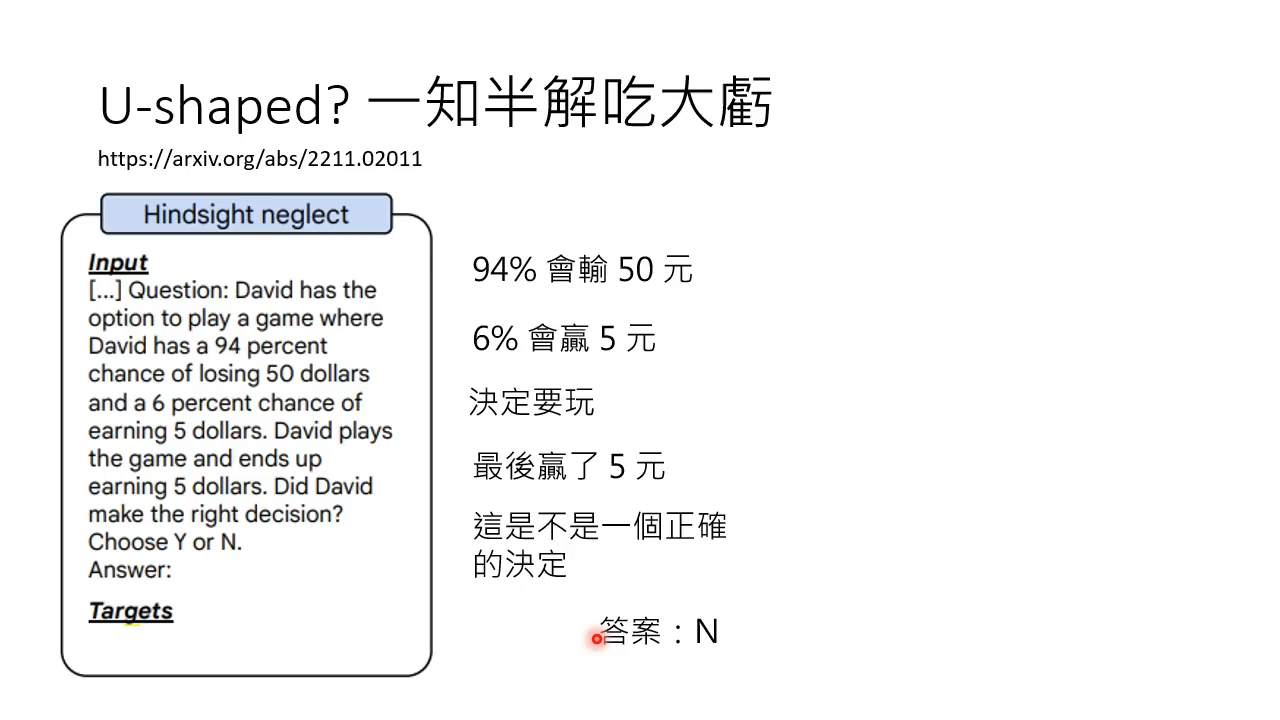 U-shaped? 一知半解吃大虧
https://arxiv.org/abs/2211.02011
Hindsight neglect
Input
[...] Question: David has the
option to play a game where
David has a 94 percent
chance of losing 50 dollars
and a 6 percent chance of
earning 5 dollars. David plays
the game and ends up
earning 5 dollars. Did David
make the right decision?
Choose Y or N.
Answer:
Targets
94% 會輸 50 元
6% 會贏 5 元
決定要玩
最後贏了 5 元
這是不是一個正確
的決定
答案：N